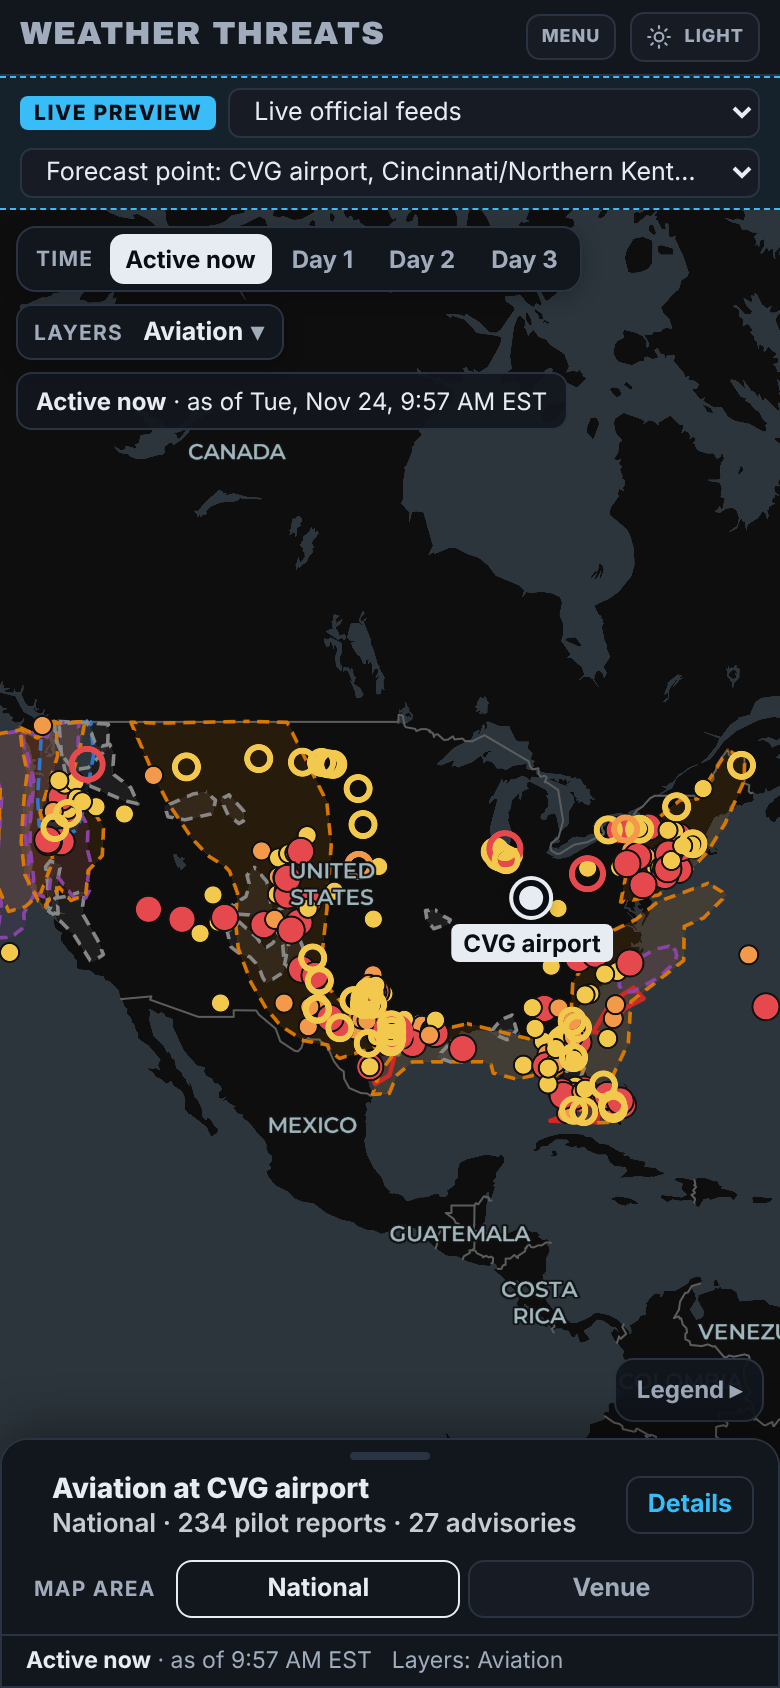 WEATHER THREATS
MENU
LIGHT
LIVE PREVIEW
Live official feeds
Forecast point: CVG airport, Cincinnati/Northern Kent...
TIME
Active now
Day 1
Day 2
Day 3
LAYERS
Aviation ▾
Active now · as of Tue, Nov 24, 9:57 AM EST
CANADA
UNITED
STATES
CVG airport
MEXICO
GUATEMALA
COSTA
RICA
VENEZU
COLOMBIA
Legend ▸
Aviation at CVG airport
National · 234 pilot reports · 27 advisories
Details
MAP AREA
National
Venue
Active now · as of 9:57 AM EST Layers: Aviation